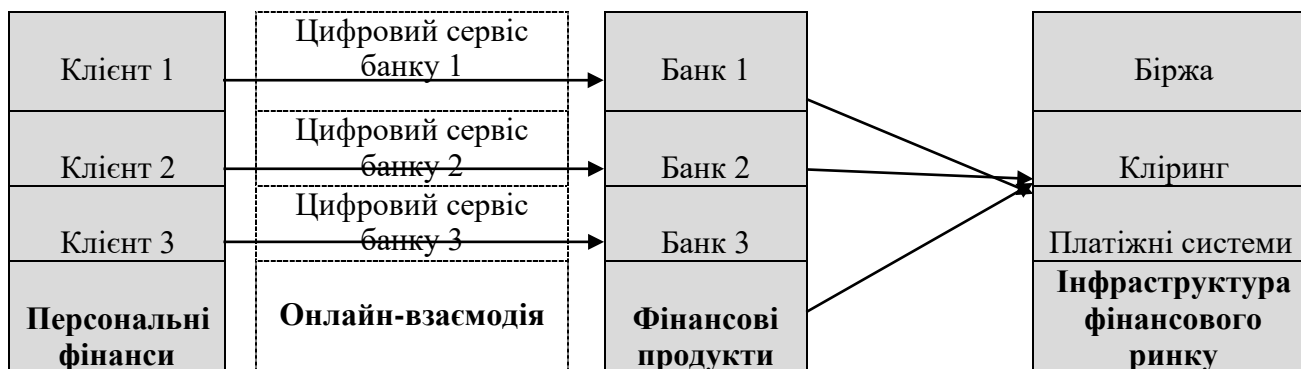 Клієнт 1
Цифровий сервіс
банку 1
Банк 1
Біржа
Клієнт 2
Цифровий сервіс
банку 2
Банк 2
Кліринг
Клієнт 3
Цифровий сервіс
банку 3
Банк 3
Платіжні системи
Персональні
фінанси
Онлайн-взаємодія
Фінансові
продукти
Інфраструктура
фінансового
ринку